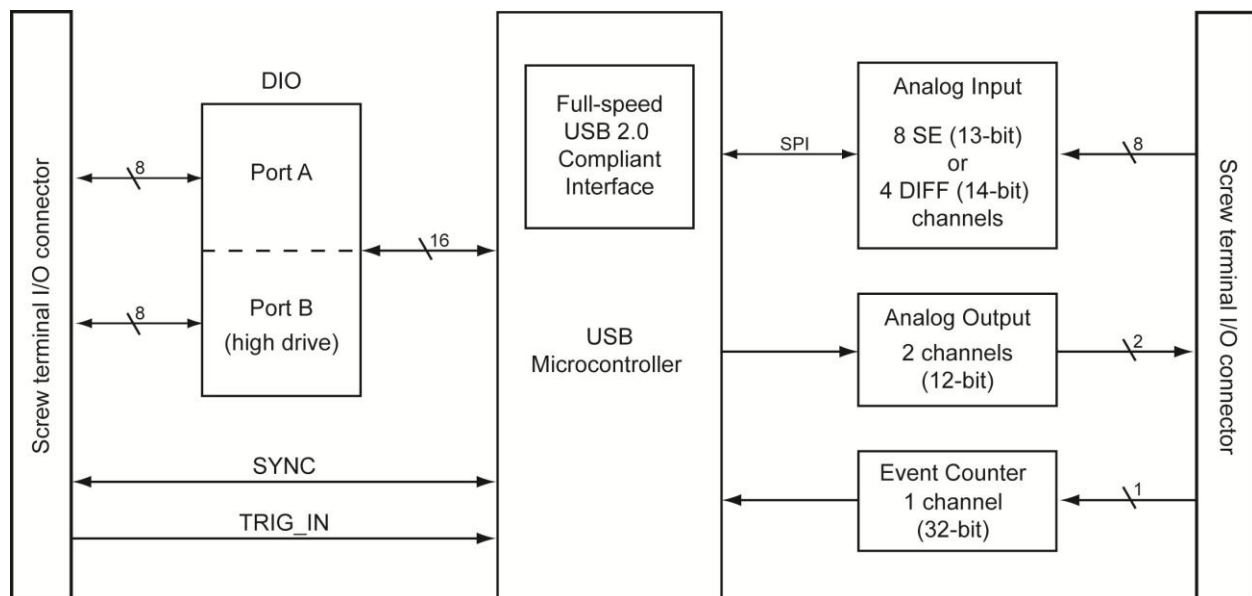 Screw terminal I/O connector
DIO
Port A
Port B
(high drive)
8
8
16
SYNC
TRIG_IN
Full-speed
USB 2.0
Compliant
Interface
USB
Microcontroller
SPI
Analog Input
8 SE (13-bit)
or
4 DIFF (14-bit)
channels
8
Analog Output
2 channels
(12-bit)
2
Event Counter
1 channel
(32-bit)
1
Screw terminal I/O connector